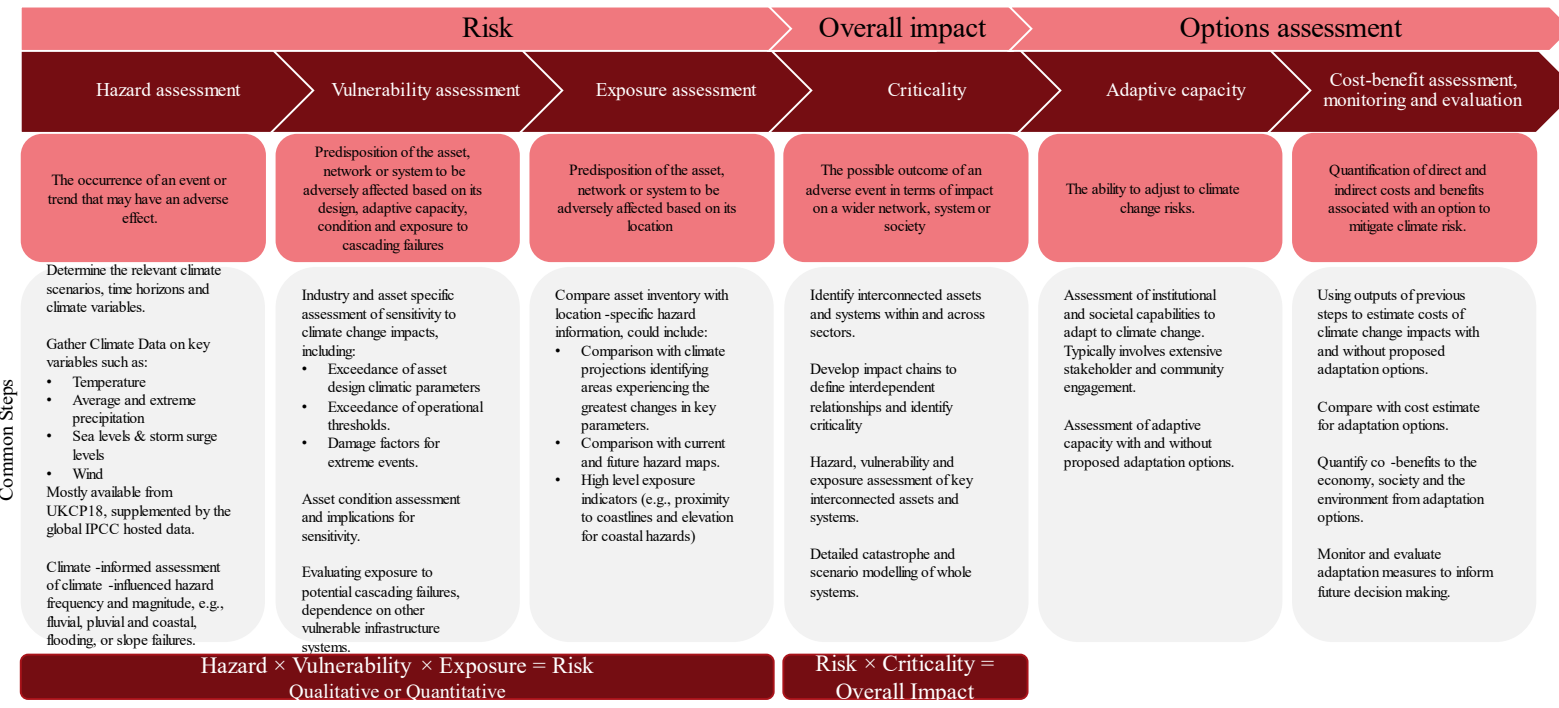 Risk
Overall impact
Options assessment
Hazard assessment
Vulnerability assessment
Exposure assessment
Criticality
Adaptive capacity
Cost-benefit assessment,
monitoring and evaluation
The occurrence of an event or
trend that may have an adverse
effect.
Predisposition of the asset,
network or system to be
adversely affected based on its
design, adaptive capacity,
condition and exposure to
cascading failures
Predisposition of the asset,
network or system to be
adversely affected based on its
location
The possible outcome of an
adverse event in terms of impact
on a wider network, system or
society
The ability to adjust to climate
change risks.
Quantification of direct and
indirect costs and benefits
associated with an option to
mitigate climate risk.
Common Steps
Determine the relevant climate
scenarios, time horizons and
climate variables.
Gather Climate Data on key
variables such as:
• Temperature
• Average and extreme
precipitation
• Sea levels & storm surge
levels
• Wind
Mostly available from
UKCP18, supplemented by the
global IPCC hosted data.
Climate -informed assessment
of climate -influenced hazard
frequency and magnitude, e.g.,
fluvial, pluvial and coastal,
flooding, or slope failures.
Industry and asset specific
assessment of sensitivity to
climate change impacts,
including:
• Exceedance of asset
design climatic parameters
• Exceedance of operational
thresholds.
• Damage factors for
extreme events.
Asset condition assessment
and implications for
sensitivity.
Evaluating exposure to
potential cascading failures,
dependence on other
vulnerable infrastructure
systems.
Compare asset inventory with
location -specific hazard
information, could include:
• Comparison with climate
projections identifying
areas experiencing the
greatest changes in key
parameters.
• Comparison with current
and future hazard maps.
• High level exposure
indicators (e.g., proximity
to coastlines and elevation
for coastal hazards)
Identify interconnected assets
and systems within and across
sectors.
Develop impact chains to
define interdependent
relationships and identify
criticality
Hazard, vulnerability and
exposure assessment of key
interconnected assets and
systems.
Detailed catastrophe and
scenario modelling of whole
systems.
Assessment of institutional
and societal capabilities to
adapt to climate change.
Typically involves extensive
stakeholder and community
engagement.
Assessment of adaptive
capacity with and without
proposed adaptation options.
Using outputs of previous
steps to estimate costs of
climate change impacts with
and without proposed
adaptation options.
Compare with cost estimate
for adaptation options.
Quantify co -benefits to the
economy, society and the
environment from adaptation
options.
Monitor and evaluate
adaptation measures to inform
future decision making.
Hazard × Vulnerability × Exposure = Risk
Qualitative or Quantitative
Risk × Criticality =
Overall Impact